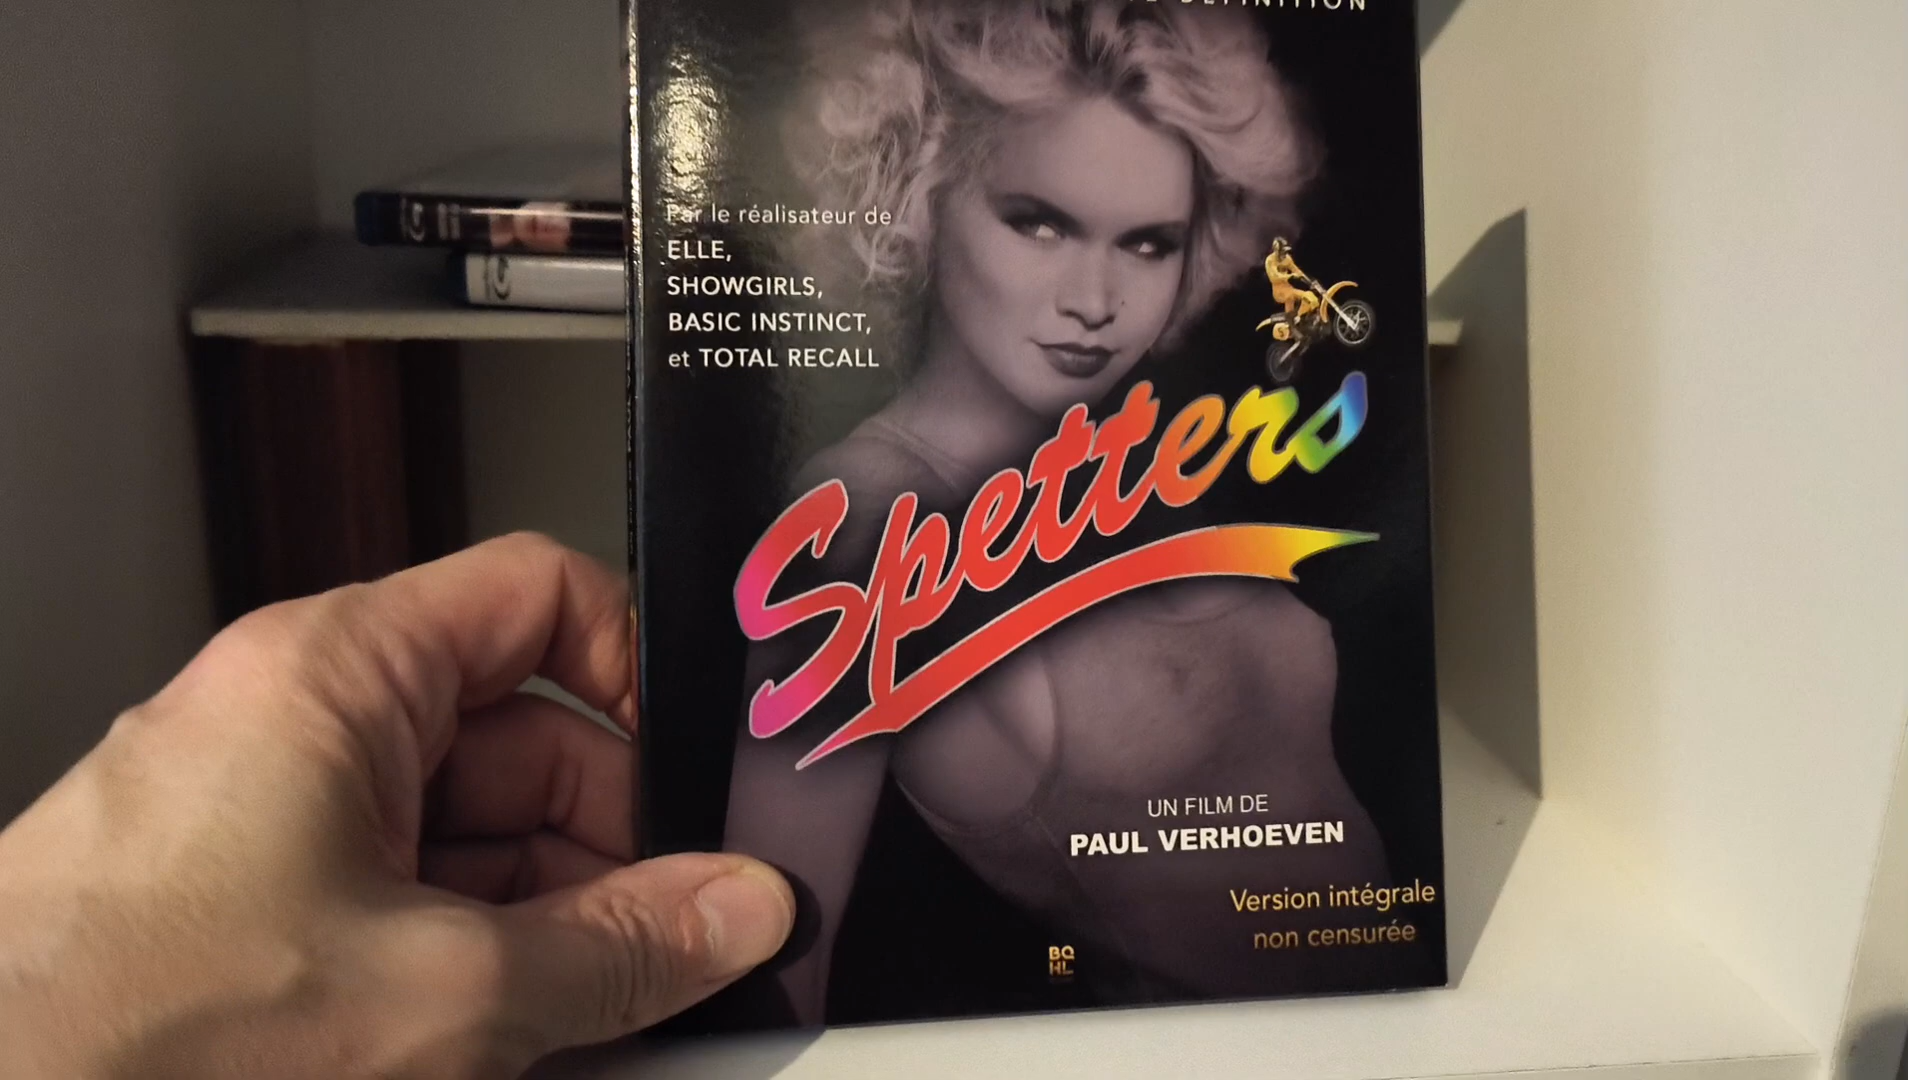 DEFINITION
Par le réalisateur de
ELLE,
SHOWGIRLS,
BASIC INSTINCT,
et TOTAL RECALL
Spetters
UN FILM DE
PAUL VERHOEVEN
Version intégrale
non censurée
BQ
HL